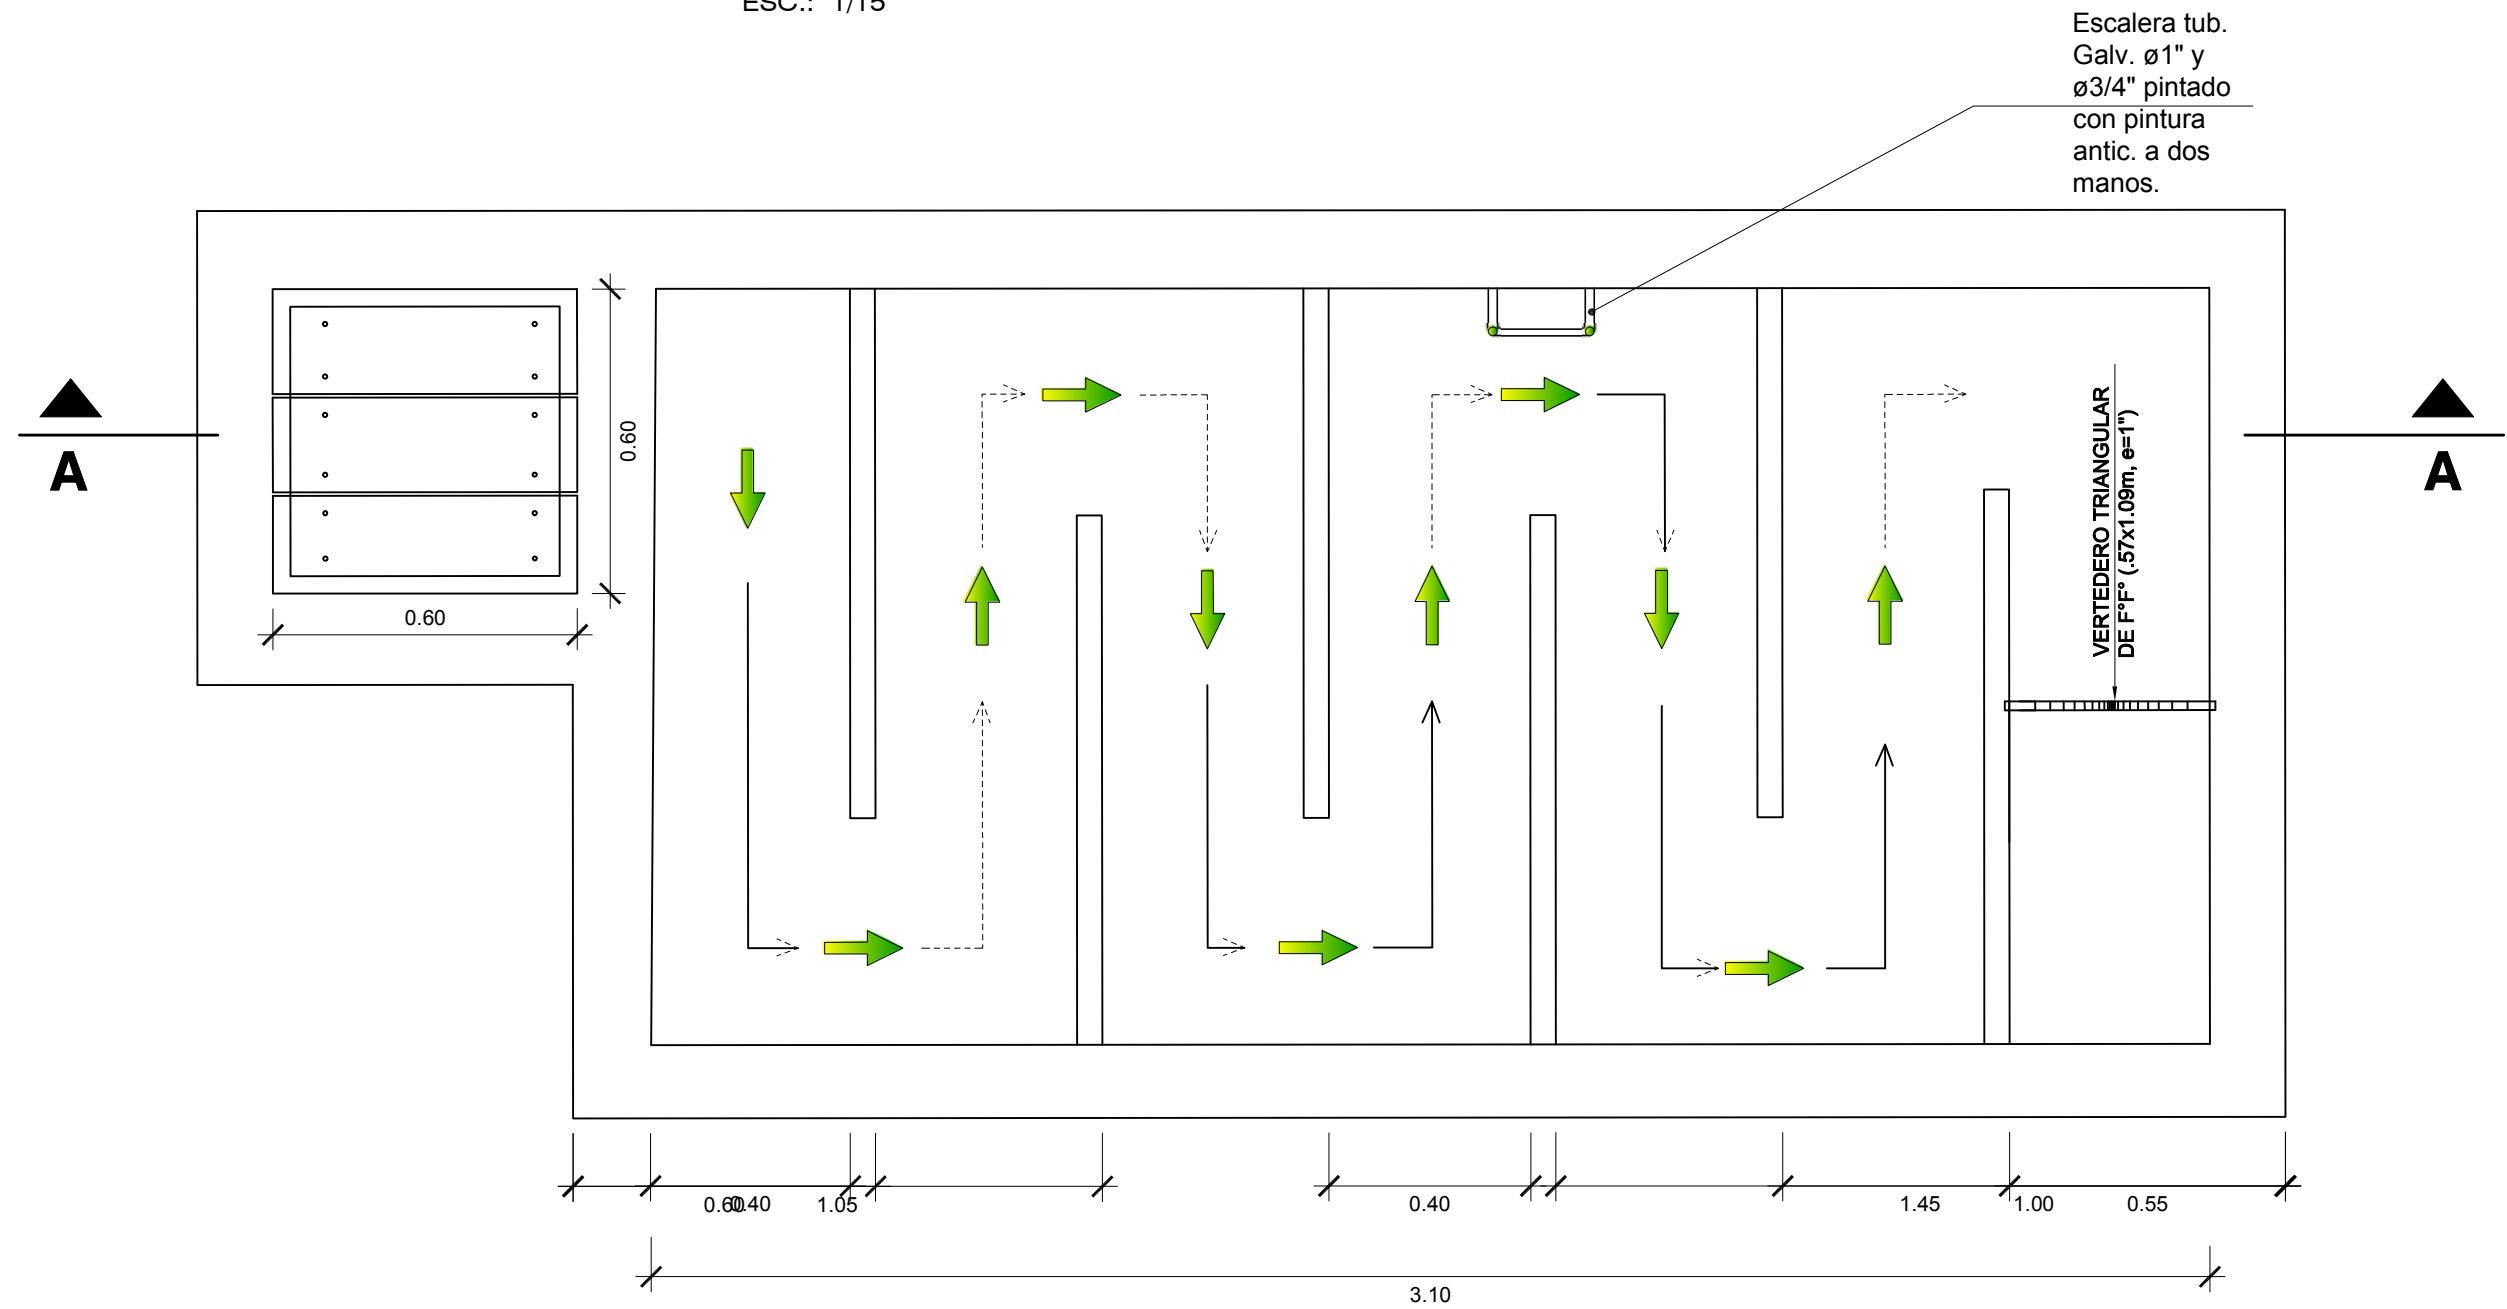 ESC.: 1/15
Escalera tub.
Galv. ø1" y
ø3/4" pintado
con pintura
antic. a dos
manos.
0.60
0.60
A
A
VERTEDERO TRIANGULAR
DE F°F° (.57x1.09m, e=1")
0.60
0.40
1.05
0.40
1.45
1.00
0.55
3.10